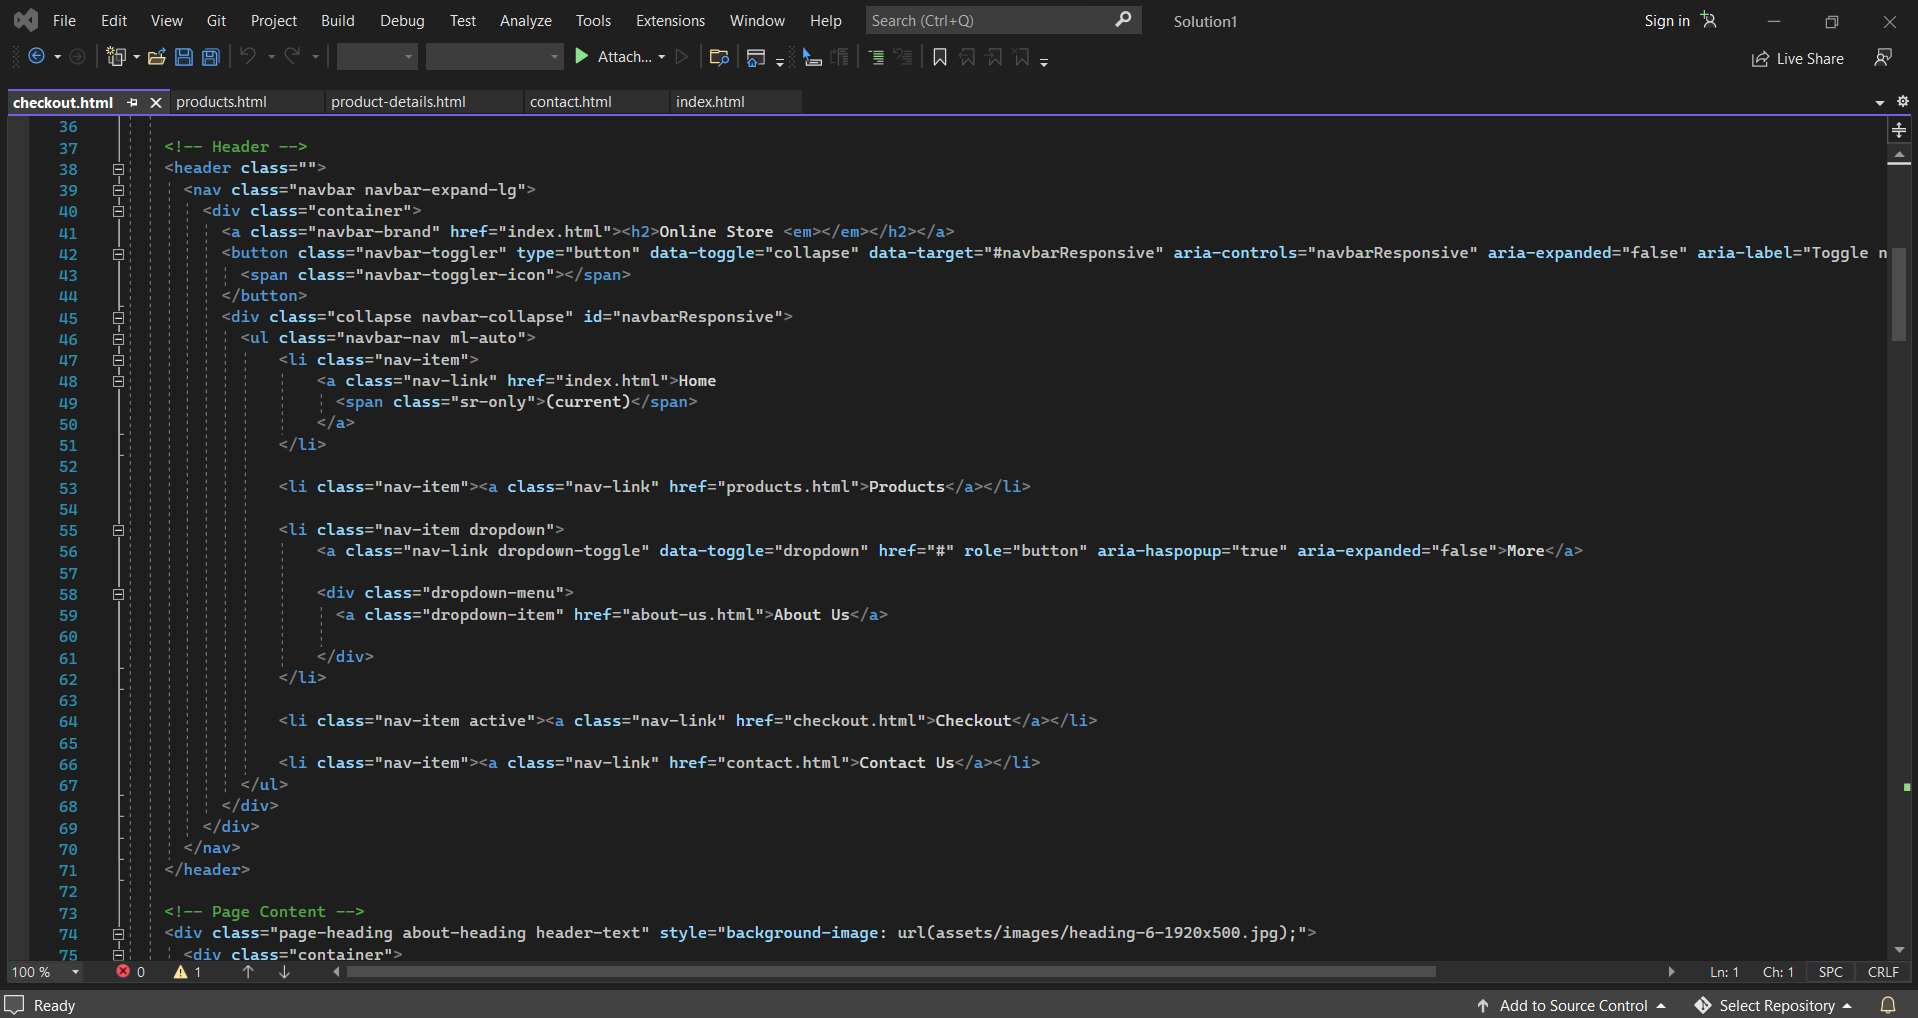 File Edit View Git Project Build Debug Test Analyze Tools Extensions Window Help Search (Ctrl+Q) Solution1 Sign in
Attach... Live Share
checkout.html products.html product-details.html contact.html index.html
36
37 <!-- Header -->
38 <header class="">
39 <nav class="navbar navbar-expand-lg">
40 <div class="container">
41 <a class="navbar-brand" href="index.html"><h2>Online Store <em></em></h2></a>
42 <button class="navbar-toggler" type="button" data-toggle="collapse" data-target="#navbarResponsive" aria-controls="navbarResponsive" aria-expanded="false" aria-label="Toggle n
43 <span class="navbar-toggler-icon"></span>
44 </button>
45 <div class="collapse navbar-collapse" id="navbarResponsive">
46 <ul class="navbar-nav ml-auto">
47 <li class="nav-item">
48 <a class="nav-link" href="index.html">Home
49 <span class="sr-only">(current)</span>
50 </a>
51 </li>
52
53 <li class="nav-item"><a class="nav-link" href="products.html">Products</a></li>
54
55 <li class="nav-item dropdown">
56 <a class="nav-link dropdown-toggle" data-toggle="dropdown" href="#" role="button" aria-haspopup="true" aria-expanded="false">More</a>
57
58 <div class="dropdown-menu">
59 <a class="dropdown-item" href="about-us.html">About Us</a>
60
61 </div>
62 </li>
63
64 <li class="nav-item active"><a class="nav-link" href="checkout.html">Checkout</a></li>
65
66 <li class="nav-item"><a class="nav-link" href="contact.html">Contact Us</a></li>
67 </ul>
68 </div>
69 </div>
70 </nav>
71 </header>
72
73 <!-- Page Content -->
74 <div class="page-heading about-heading header-text" style="background-image: url(assets/images/heading-6-1920x500.jpg);">
75 <div class="container">
100 % 0 1 Ln: 1 Ch: 1 SPC CRLF
Ready Add to Source Control Select Repository